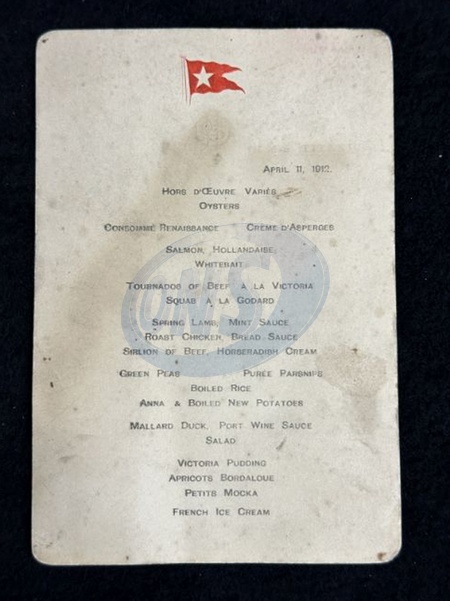 April 11, 1912.
Hors d'Œuvre Variés
Oysters
Consommé Renaissance Crème d'Asperges
Salmon, Hollandaise
Whitebait
Tournados of Beef à la Victoria
Squab à la Godard
Spring Lamb, Mint Sauce
Roast Chicken, Bread Sauce
Sirlion of Beef, Horseradish Cream
Green Peas Purée Parsnips
Boiled Rice
Anna & Boiled New Potatoes
Mallard Duck, Port Wine Sauce
Salad
Victoria Pudding
Apricots Bordaloue
Petits Mocka
French Ice Cream